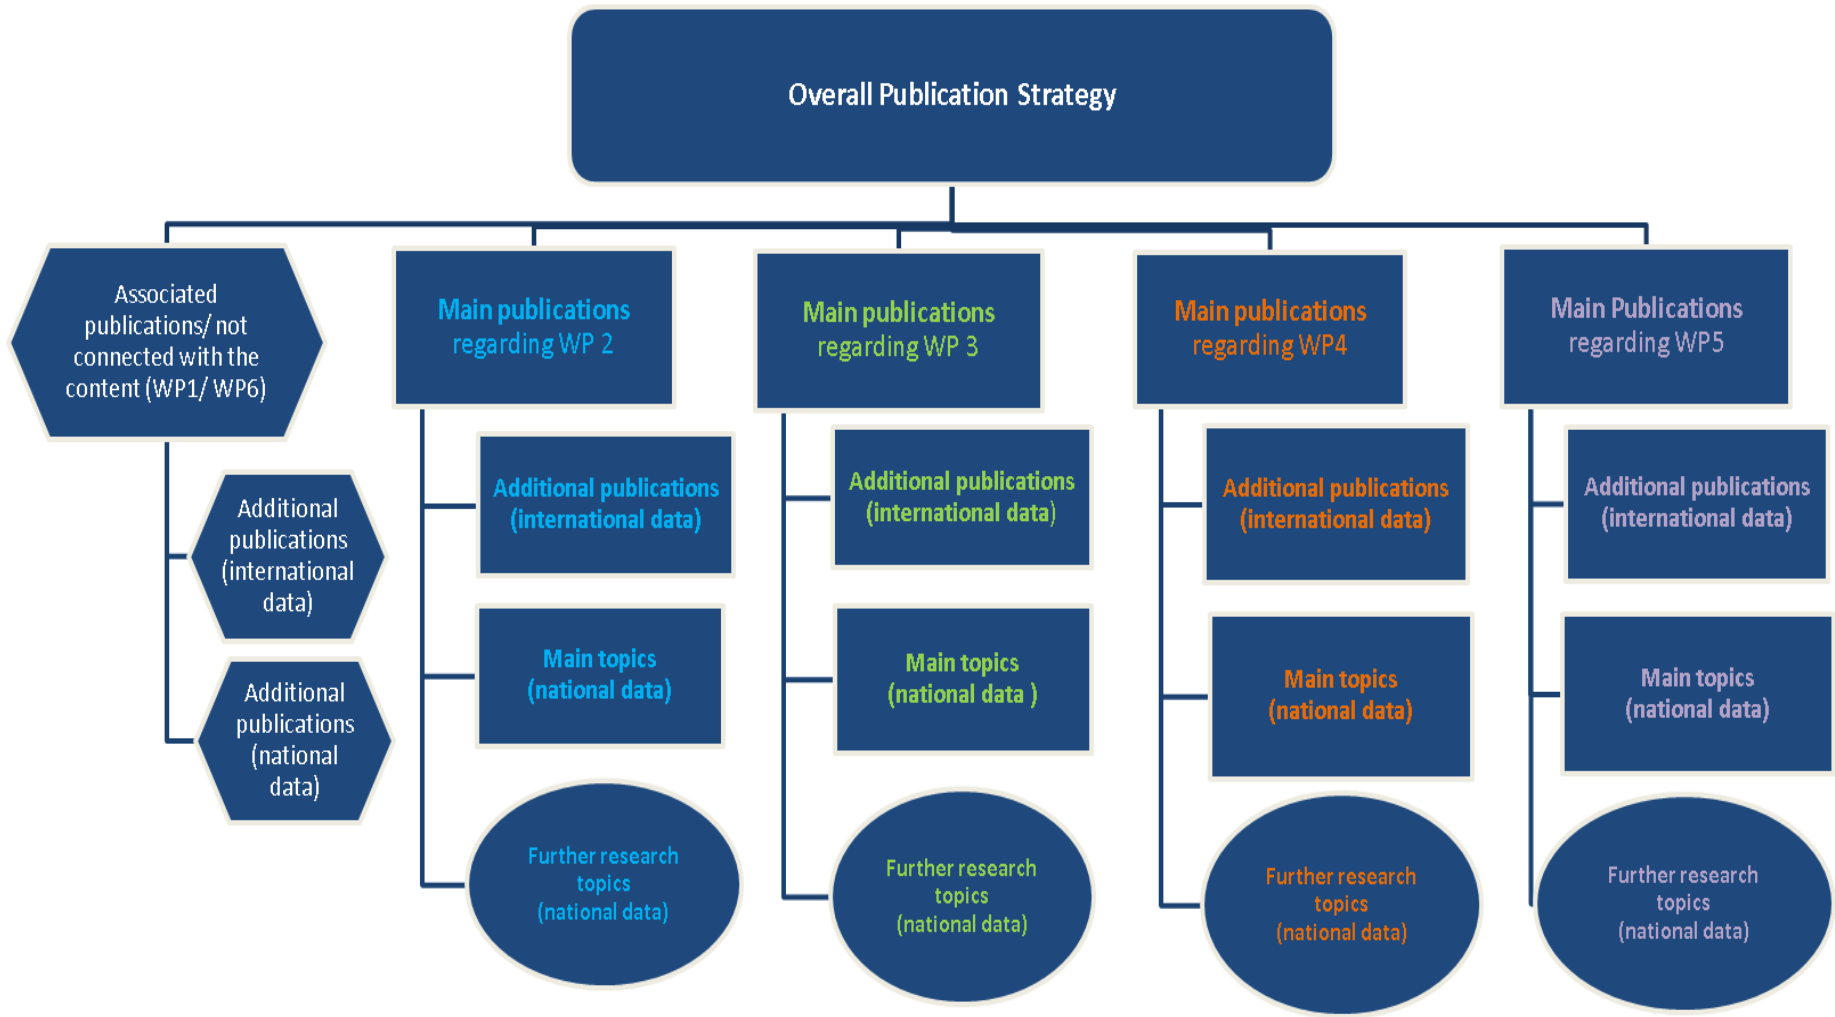 Overall Publication Strategy
Associated
publications/ not
connected with the
content (WP1/ WP6)
Additional
publications
(international
data)
Additional
publications
(national
data)
Main publications
regarding WP 2
Additional publications
(international data)
Main topics
(national data)
Further research
topics
(national data)
Main publications
regarding WP 3
Additional publications
(international data)
Main topics
(national data )
Further research
topics
(national data)
Main publications
regarding WP4
Additional publications
(international data)
Main topics
(national data)
Further research
topics
(national data)
Main Publications
regarding WP5
Additional publications
(international data)
Main topics
(national data)
Further research
topics
(national data)